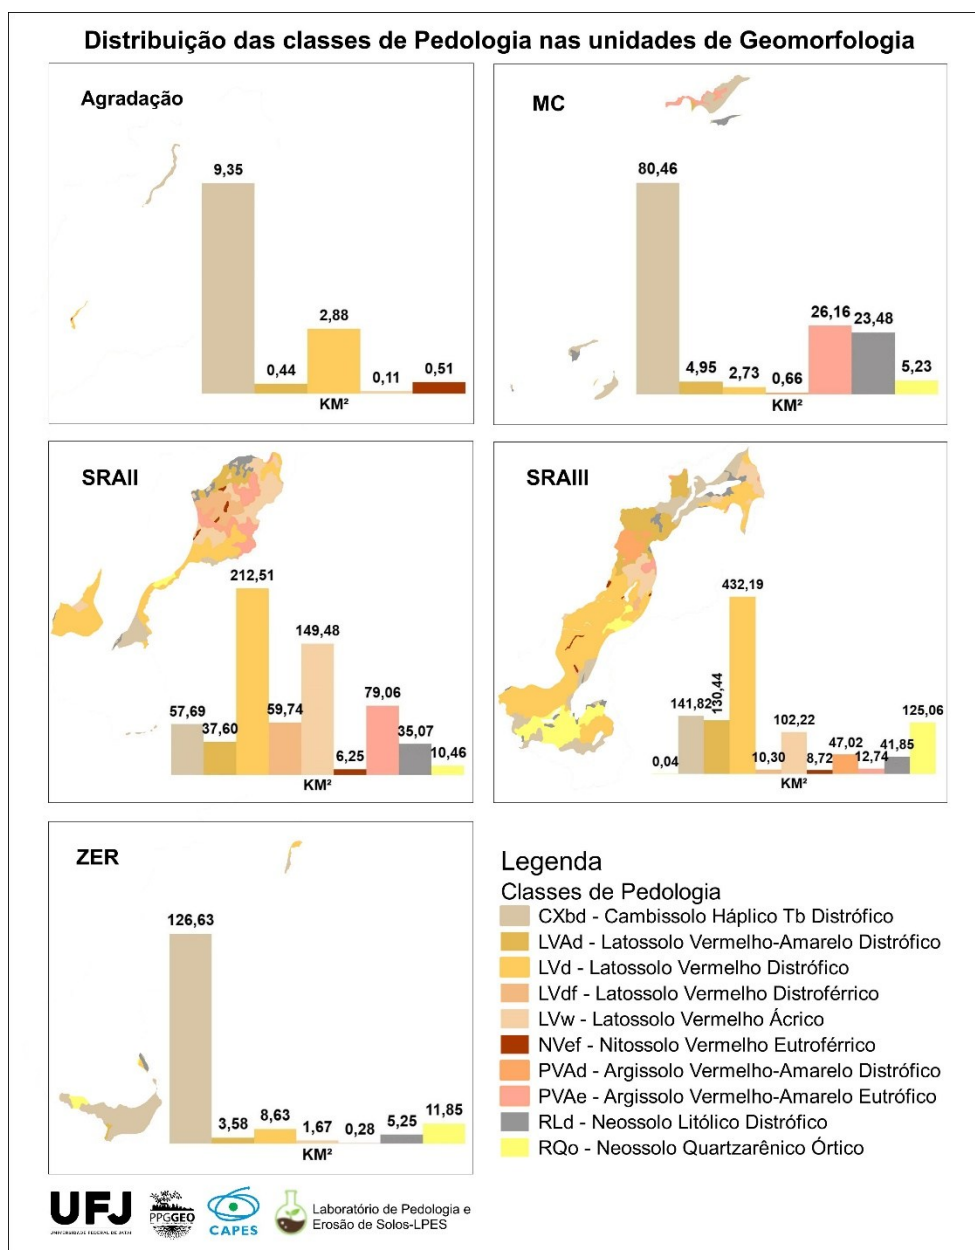 Distribuição das classes de Pedologia nas unidades de Geomorfologia
Agradação
9,35
0,44
2,88
0,11
0,51
KM²
MC
80,46
4,95
2,73
0,66
26,16
23,48
5,23
KM²
SRAII
57,69
37,60
212,51
59,74
149,48
6,25
79,06
35,07
10,46
KM²
SRAIII
0,04
141,82
130,44
432,19
10,30
102,22
8,72
47,02
12,74
41,85
125,06
KM²
ZER
126,63
3,58
8,63
1,67
0,28
5,25
11,85
KM²
Legenda
Classes de Pedologia
CXbd - Cambissolo Háplico Tb Distrófico
LVAd - Latossolo Vermelho-Amarelo Distrófico
LVd - Latossolo Vermelho Distrófico
LVdf - Latossolo Vermelho Distroférrico
LVw - Latossolo Vermelho Ácrico
NVef - Nitossolo Vermelho Eutroférrico
PVAd - Argissolo Vermelho-Amarelo Distrófico
PVAe - Argissolo Vermelho-Amarelo Eutrófico
RLd - Neossolo Litólico Distrófico
RQo - Neossolo Quartzarênico Órtico
UFJ
UNIVERSIDADE FEDERAL DE JATAÍ
PPGGEO
CAPES
Laboratório de Pedologia e
Erosão de Solos-LPES